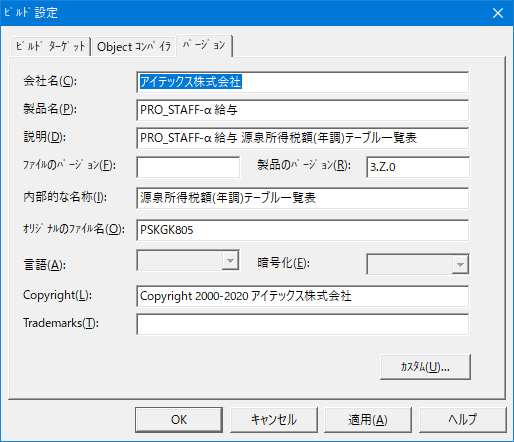 ﾋﾞﾙﾄﾞ 設定
ﾋﾞﾙﾄﾞ ﾀｰｹﾞｯﾄ Object ｺﾝﾊﾟｲﾗ ﾊﾞｰｼﾞｮﾝ
会社名(C): アイテックス株式会社
製品名(P): PRO_STAFF-α 給与
説明(D): PRO_STAFF-α 給与 源泉所得税額(年調)テーブル一覧表
ﾌｧｲﾙのﾊﾞｰｼﾞｮﾝ(F): 製品のﾊﾞｰｼﾞｮﾝ(R): 3.Z.0
内部的な名称(I): 源泉所得税額(年調)テーブル一覧表
ｵﾘｼﾞﾅﾙのﾌｧｲﾙ名(O): PSKGK805
言語(A): 暗号化(E):
Copyright(L): Copyright 2000-2020 アイテックス株式会社
Trademarks(T):
ｶｽﾀﾑ(U)...
OK キャンセル 適用(A) ヘルプ